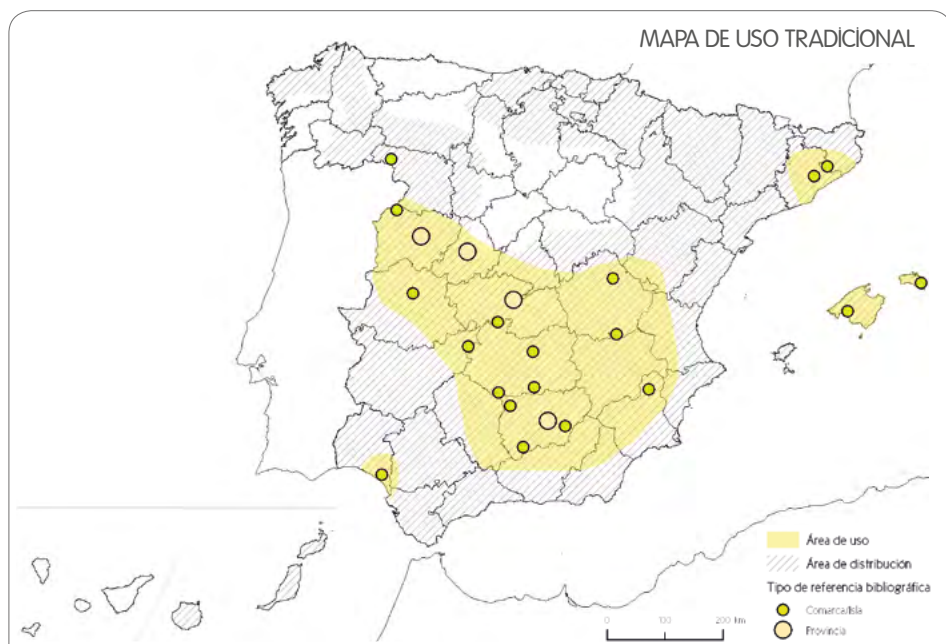 MAPA DE USO TRADICIONAL
Área de uso
Área de distribución
Tipo de referencia bibliográfica
Comarca/Isla
Provincia
0 100 200 km